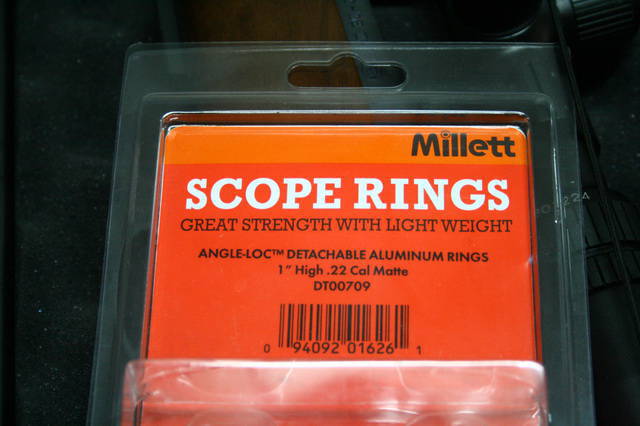 Millett
SCOPE RINGS
GREAT STRENGTH WITH LIGHT WEIGHT
ANGLE-LOC™ DETACHABLE ALUMINUM RINGS
1" High .22 Cal Matte
DT00709
0 94092 01626 1